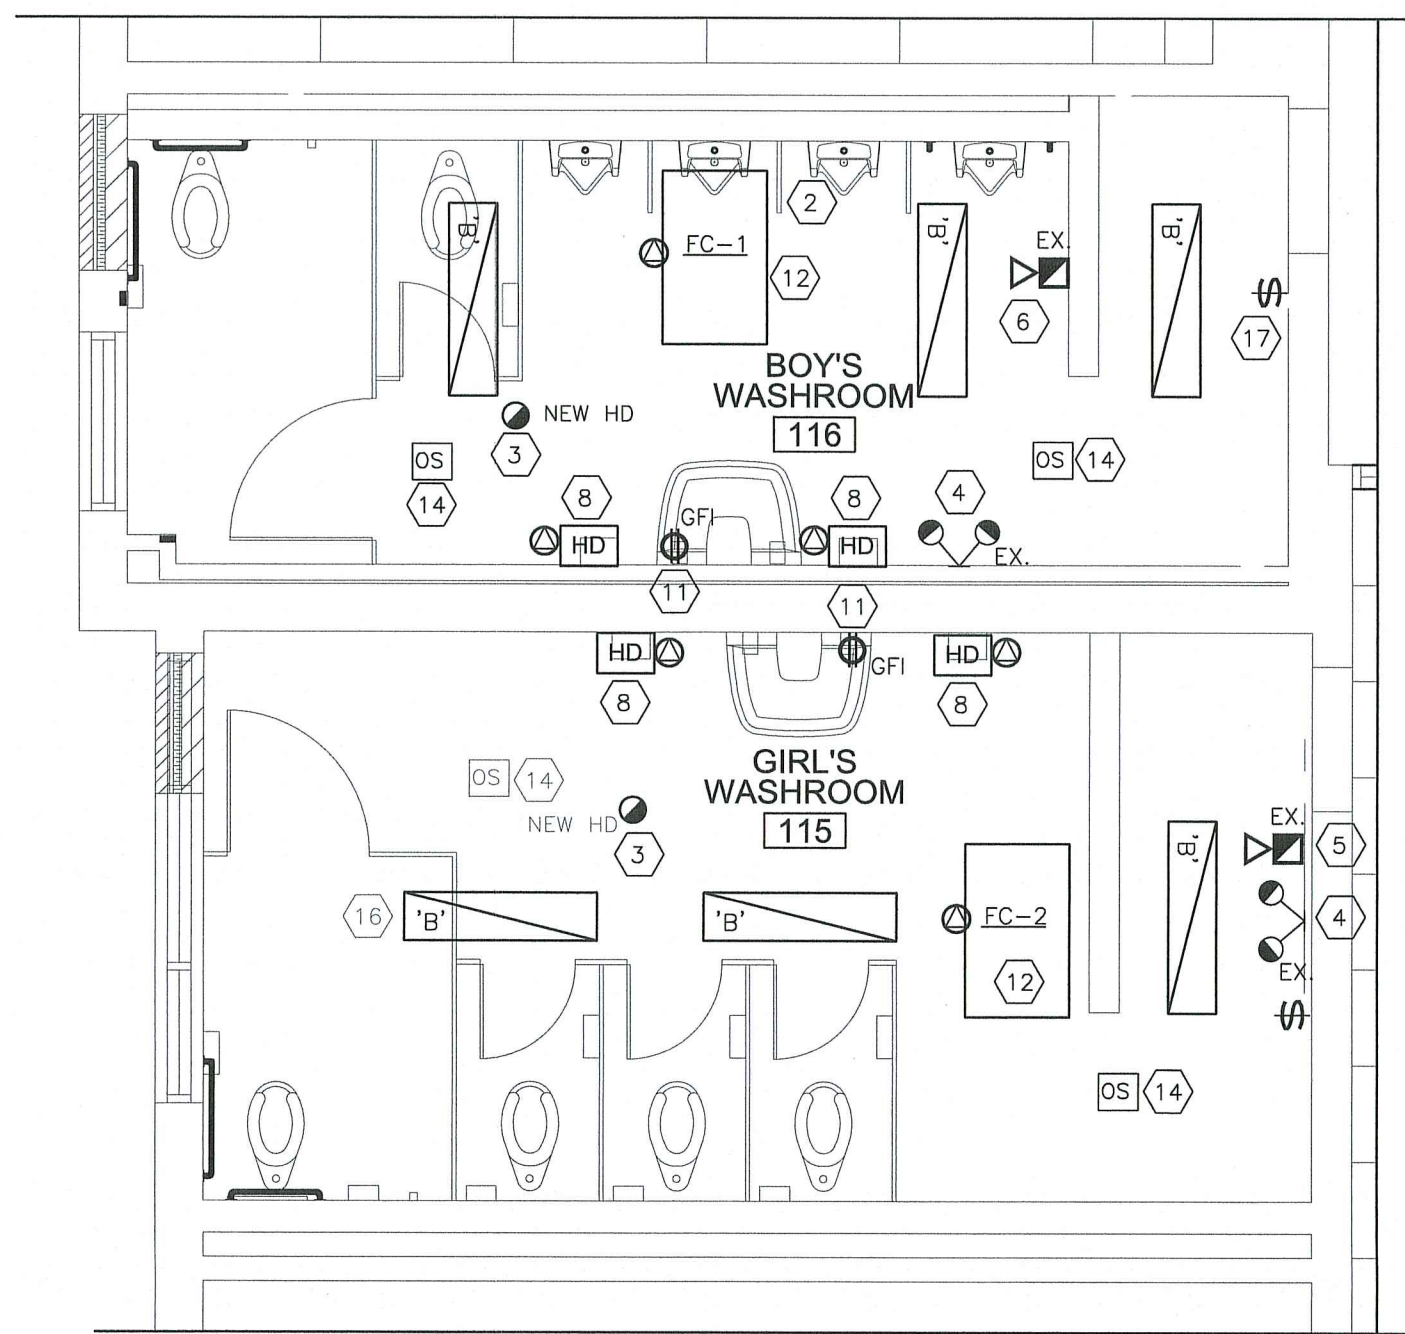 2
'B'
FC-1
'B'
EX.
'B'
12
6
17
BOY'S
WASHROOM
116
NEW HD
3
OS
14
OS
14
8
8
4
GFI
HD
HD
EX.
11
11
HD
HD
GFI
8
8
GIRL'S
WASHROOM
115
OS
14
NEW HD
3
EX.
5
'B'
16
'B'
'B'
FC-2
4
12
EX.
OS
14